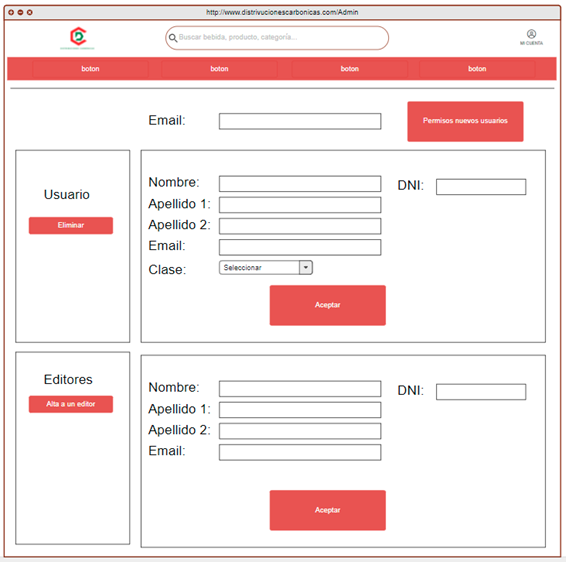 http://www.distrivucionescarbonicas.com/Admin
Buscar bebida, producto, categoría...
MI CUENTA
boton boton boton boton
Email:
Permisos nuevos usuarios
Usuario
Eliminar
Nombre:
DNI:
Apellido 1:
Apellido 2:
Email:
Clase: Seleccionar
Aceptar
Editores
Alta a un editor
Nombre:
DNI:
Apellido 1:
Apellido 2:
Email:
Aceptar